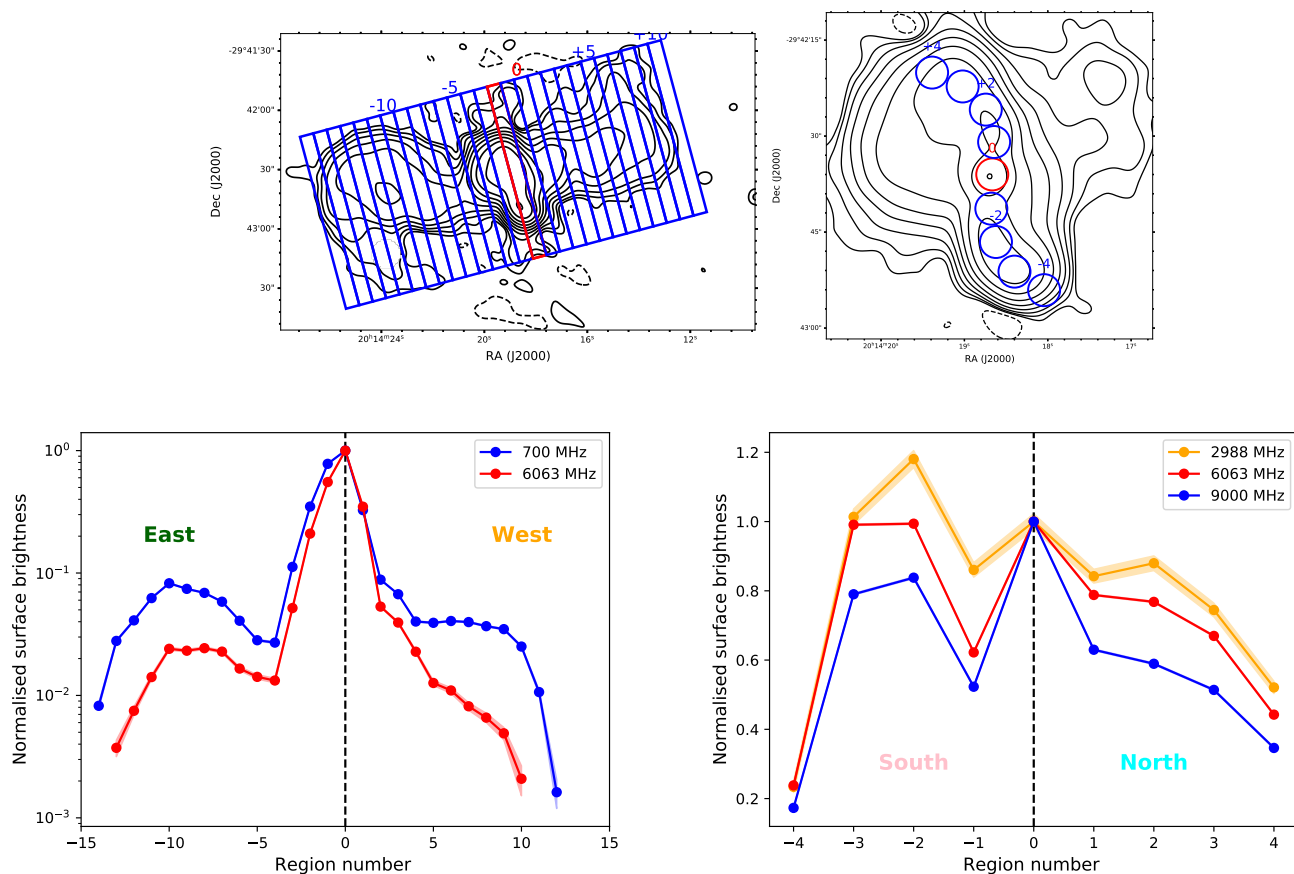 -29°41'30"
42'00"
30"
43'00"
30"
Dec (J2000)
20ʰ14ᵐ24ˢ
20ˢ
16ˢ
12ˢ
RA (J2000)
-10
-5
0
+5
+10
-29°42'15"
30"
45"
43'00"
Dec (J2000)
20ʰ14ᵐ20ˢ
19ˢ
18ˢ
17ˢ
RA (J2000)
+4
+2
0
-2
-4
10⁰
10⁻¹
10⁻²
10⁻³
Normalised surface brightness
−15
−10
−5
0
5
10
15
Region number
700 MHz
6063 MHz
East
West
1.2
1.0
0.8
0.6
0.4
0.2
Normalised surface brightness
−4
−3
−2
−1
0
1
2
3
4
Region number
2988 MHz
6063 MHz
9000 MHz
South
North